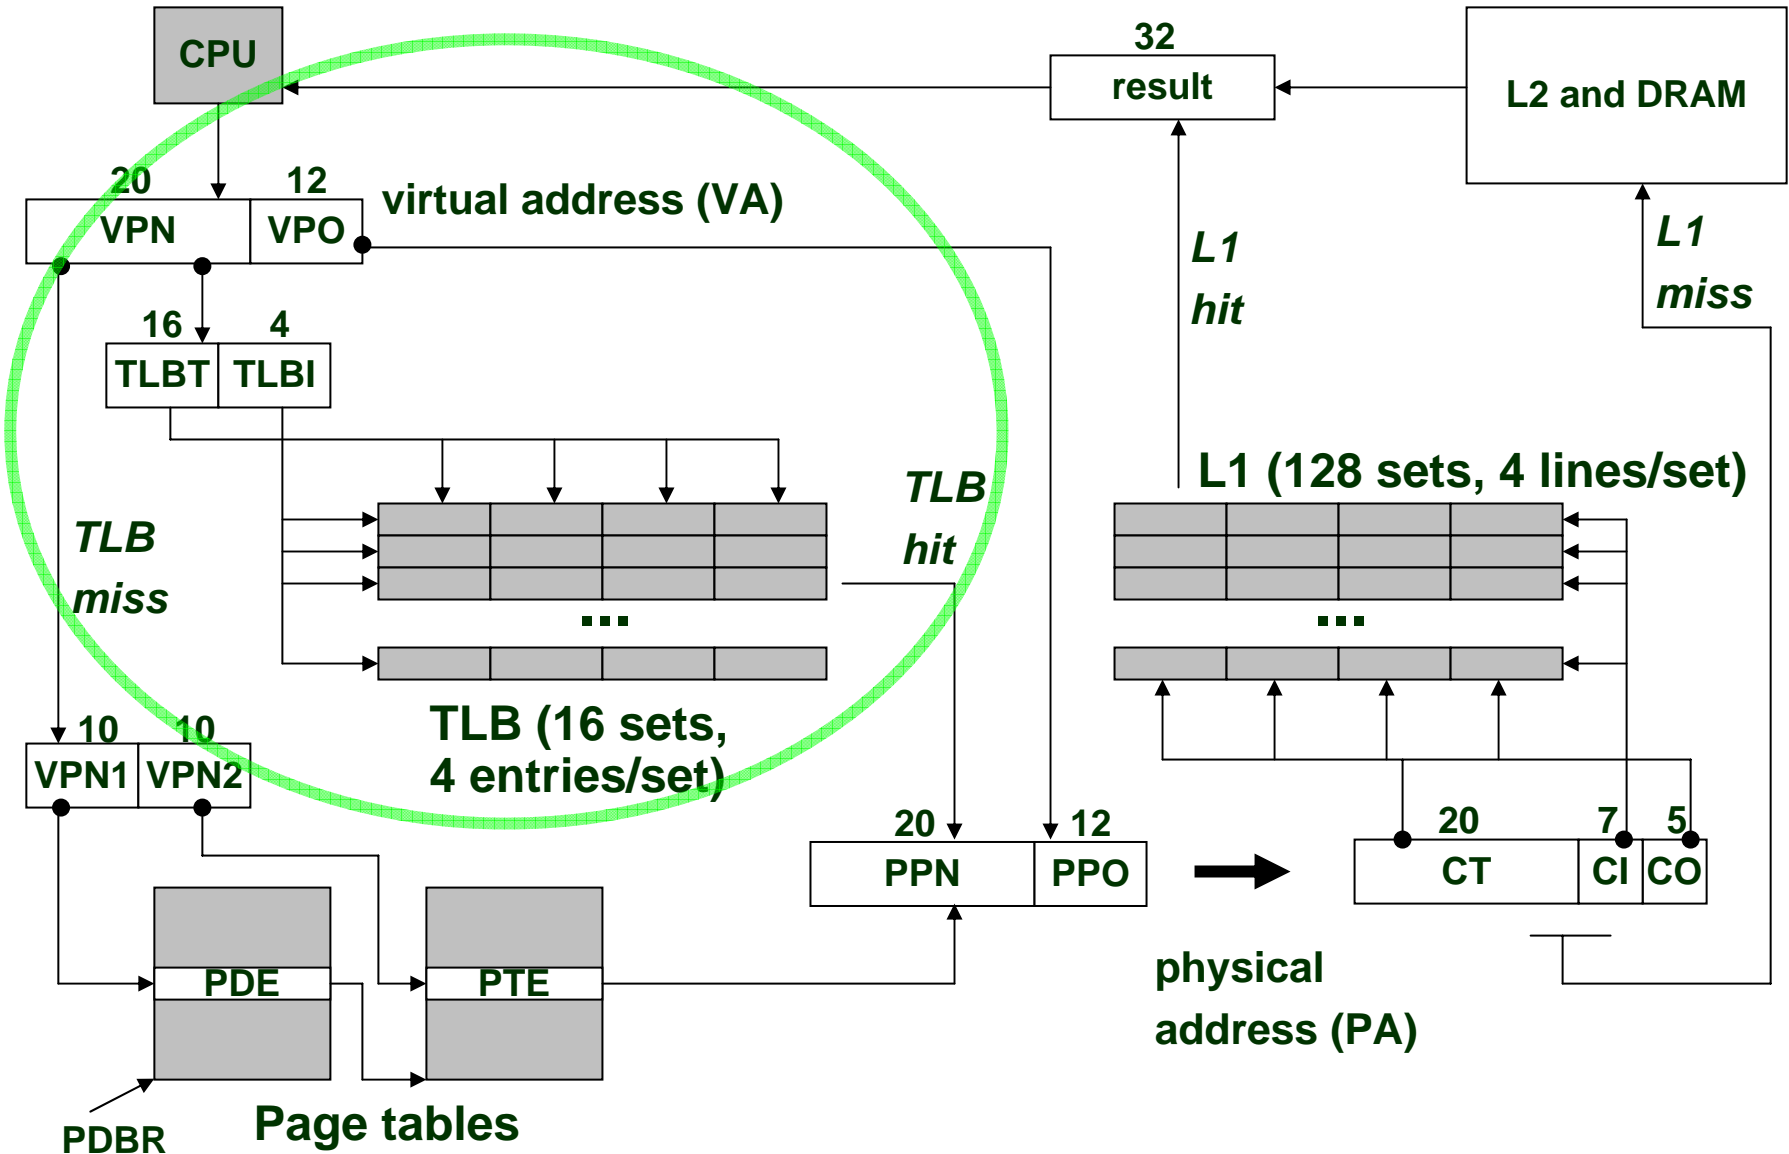 CPU
32
result
L2 and DRAM
20 12
VPN VPO
virtual address (VA)
L1
hit
L1
miss
16 4
TLBT TLBI
TLB
hit
L1 (128 sets, 4 lines/set)
TLB
miss
...
...
TLB (16 sets,
4 entries/set)
10 10
VPN1 VPN2
20 12
PPN PPO
20 7 5
CT CI CO
PDE
PTE
physical
address (PA)
PDBR
Page tables